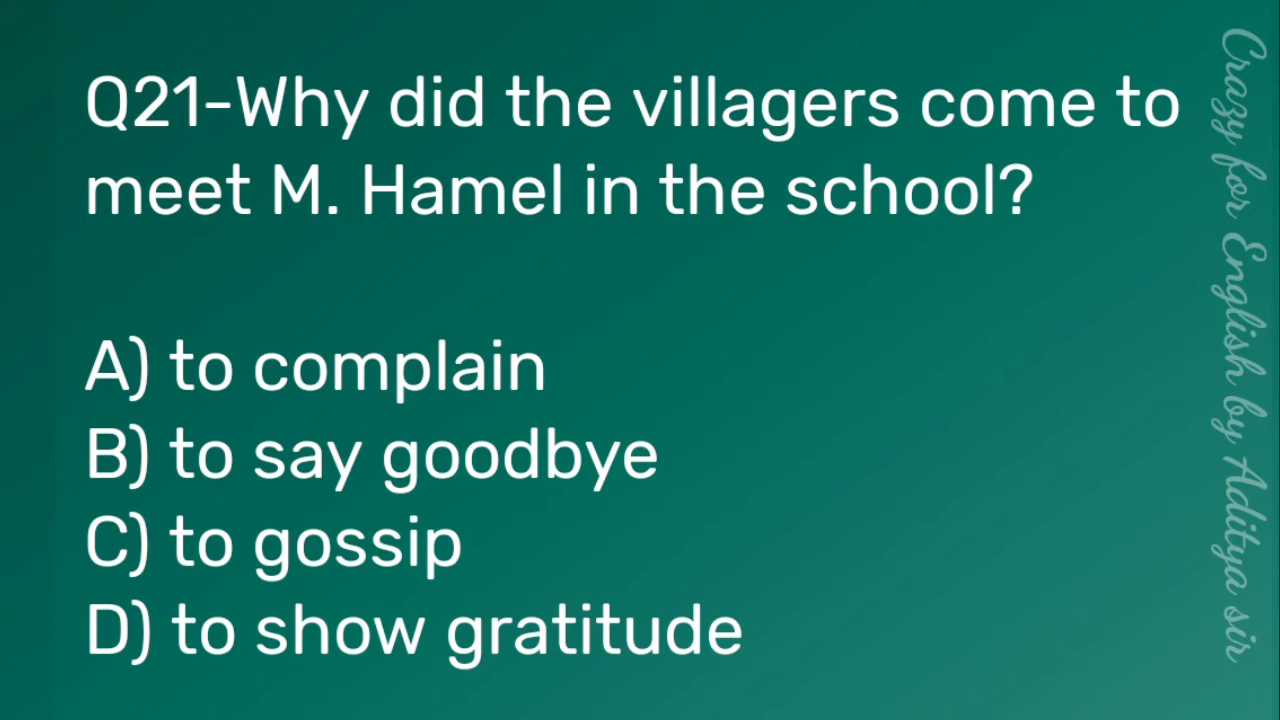 Q21-Why did the villagers come to
meet M. Hamel in the school?
A) to complain
B) to say goodbye
C) to gossip
D) to show gratitude
Crazy for English by Aditya sir